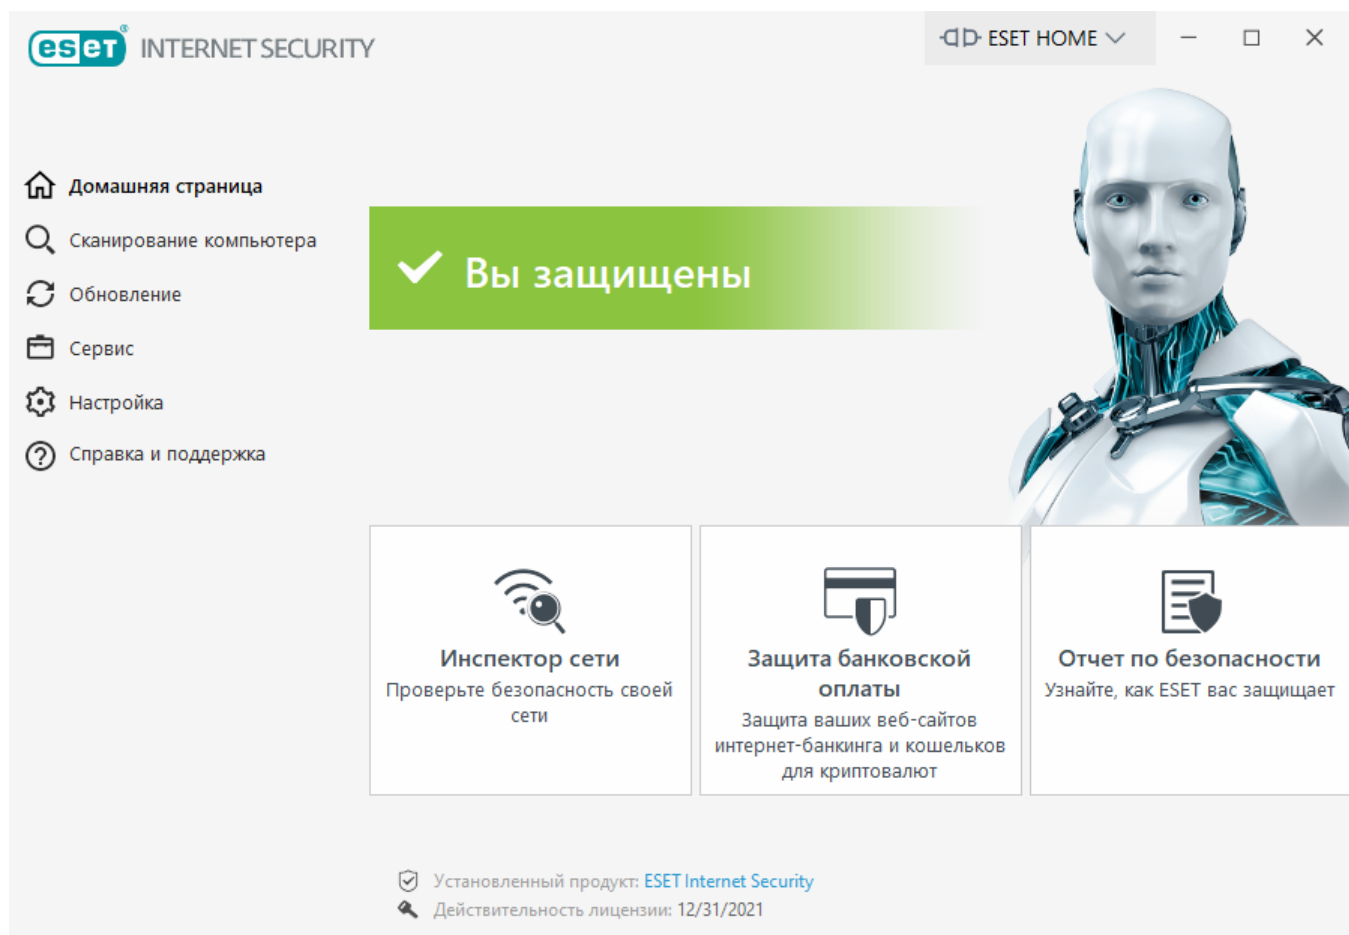 eset® INTERNET SECURITY
ESET HOME
Домашняя страница
Сканирование компьютера
Обновление
Сервис
Настройка
Справка и поддержка
Вы защищены
Инспектор сети
Проверьте безопасность своей
сети
Защита банковской
оплаты
Защита ваших веб-сайтов
интернет-банкинга и кошельков
для криптовалют
Отчет по безопасности
Узнайте, как ESET вас защищает
Установленный продукт: ESET Internet Security
Действительность лицензии: 12/31/2021